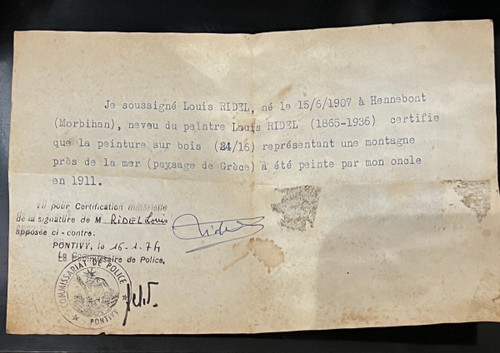 Je soussigné Louis RIDEL, né le 15/6/1907 à Hennebont
(Morbihan), neveu du peintre Louis RIDEL (1865-1936) certifie
que la peinture sur bois (24/16) représentant une montagne
près de la mer (paysage de Grèce) a été peinte par mon oncle
en 1911.
Vu pour Certification matérielle
de la signature de M RIDEL Louis
apposée ci-contre. Ridel
PONTIVY, le 16-1-74
Le Commissaire de Police,
COMMISSARIAT DE POLICE
PONTIVY